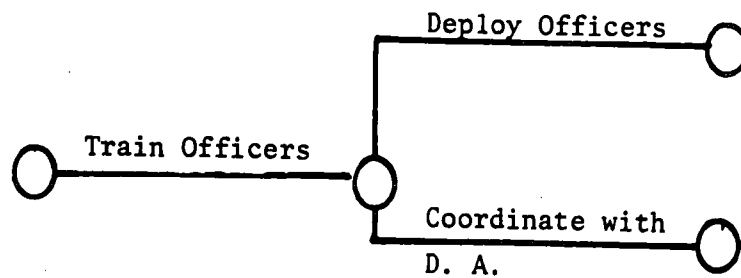 Deploy Officers
Train Officers
Coordinate with
D. A.